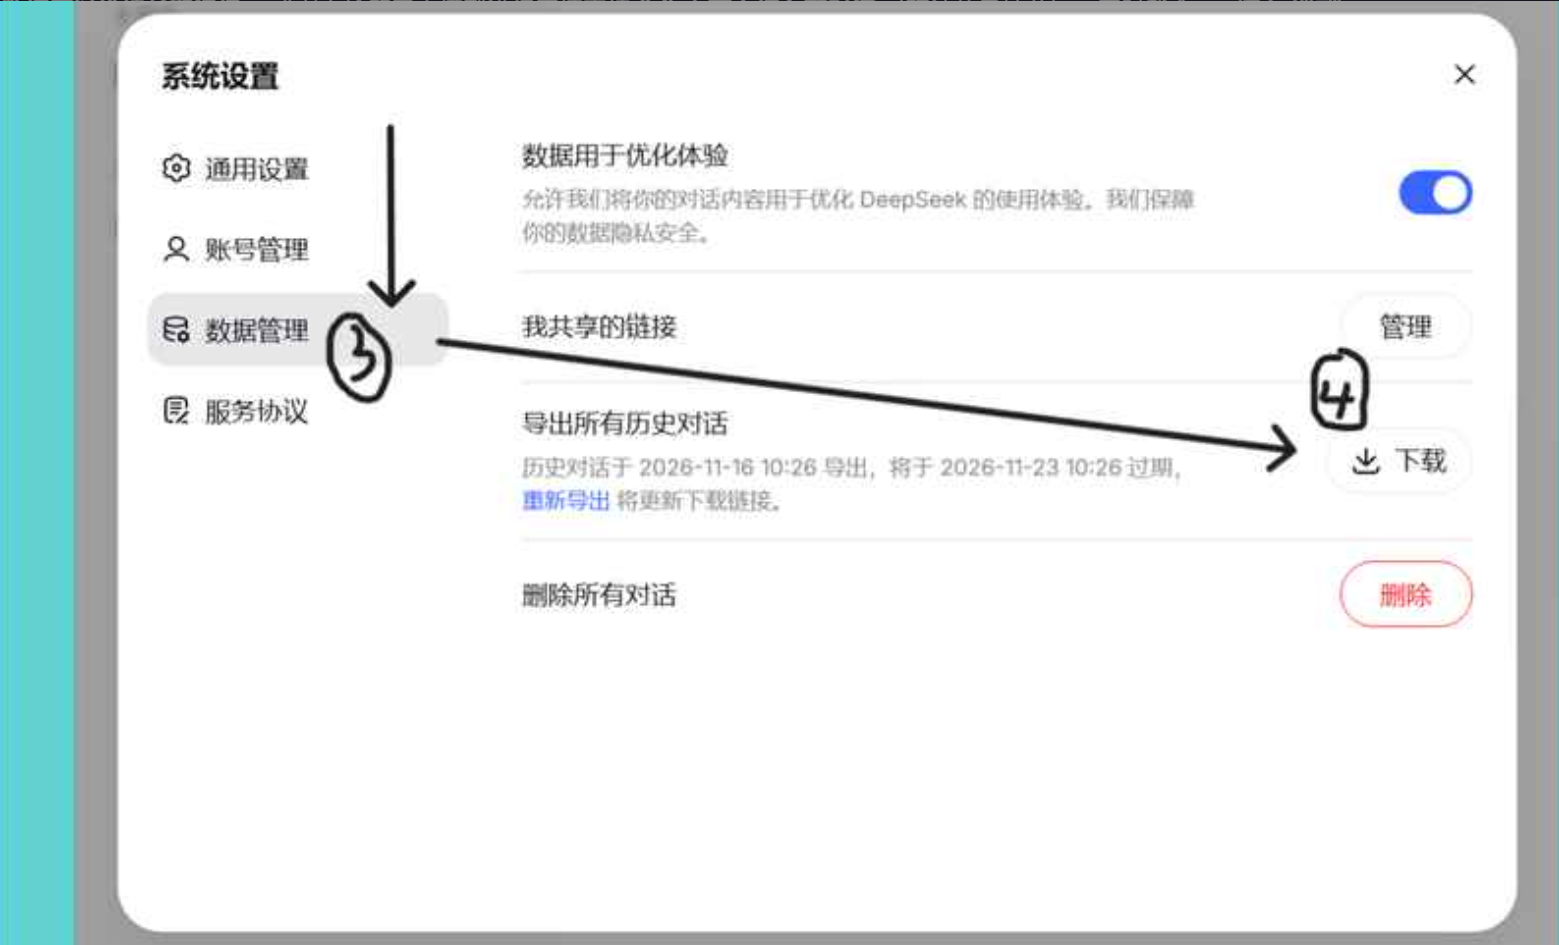 系统设置
通用设置
账号管理
数据管理
③
服务协议
数据用于优化体验
允许我们将你的对话内容用于优化 DeepSeek 的使用体验。我们保障
你的数据隐私安全。
我共享的链接
管理
4
导出所有历史对话
历史对话于 2026-11-16 10:26 导出，将于 2026-11-23 10:26 过期，
重新导出 将更新下载链接。
下载
删除所有对话
删除